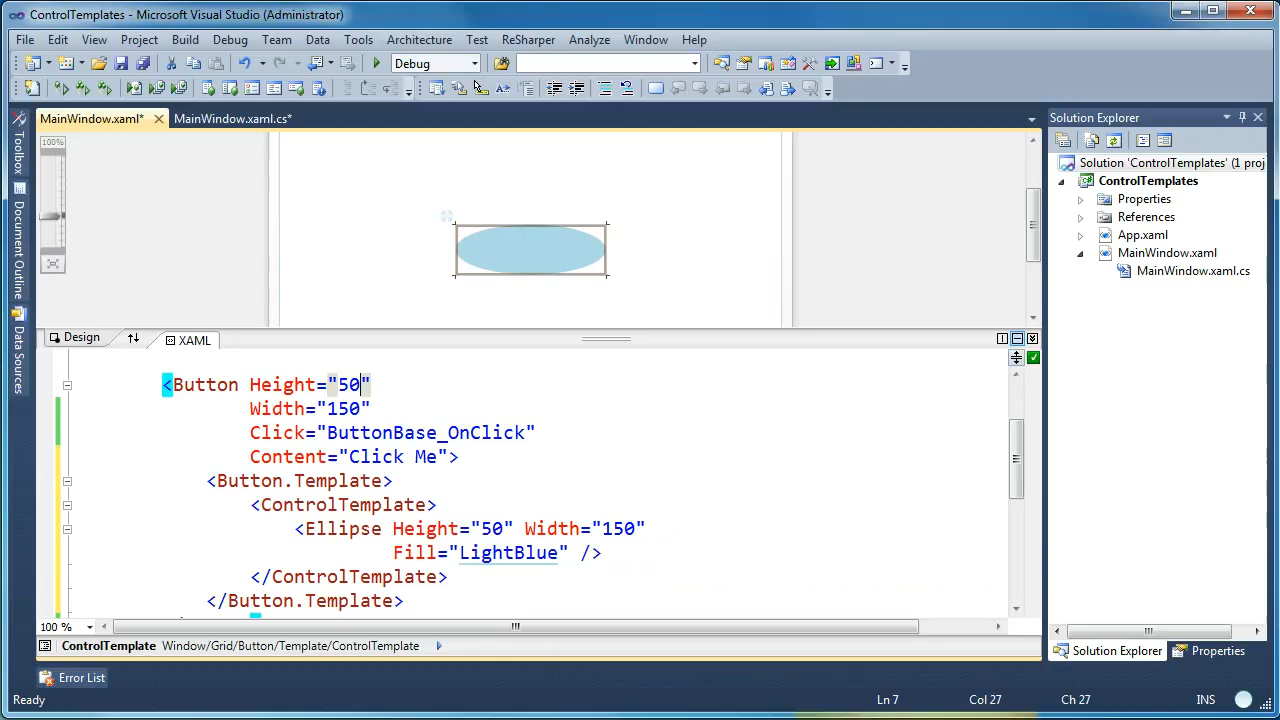 ControlTemplates - Microsoft Visual Studio (Administrator)
File Edit View Project Build Debug Team Data Tools Architecture Test ReSharper Analyze Window Help
Debug
MainWindow.xaml* MainWindow.xaml.cs*
Solution Explorer
100%
Solution 'ControlTemplates' (1 proj
ControlTemplates
Properties
References
App.xaml
MainWindow.xaml
MainWindow.xaml.cs
Toolbox
Document Outline
Data Sources
Design XAML
<Button Height="50"
Width="150"
Click="ButtonBase_OnClick"
Content="Click Me">
<Button.Template>
<ControlTemplate>
<Ellipse Height="50" Width="150"
Fill="LightBlue" />
</ControlTemplate>
</Button.Template>
100 %
ControlTemplate Window/Grid/Button/Template/ControlTemplate
Solution Explorer Properties
Error List
Ready Ln 7 Col 27 Ch 27 INS